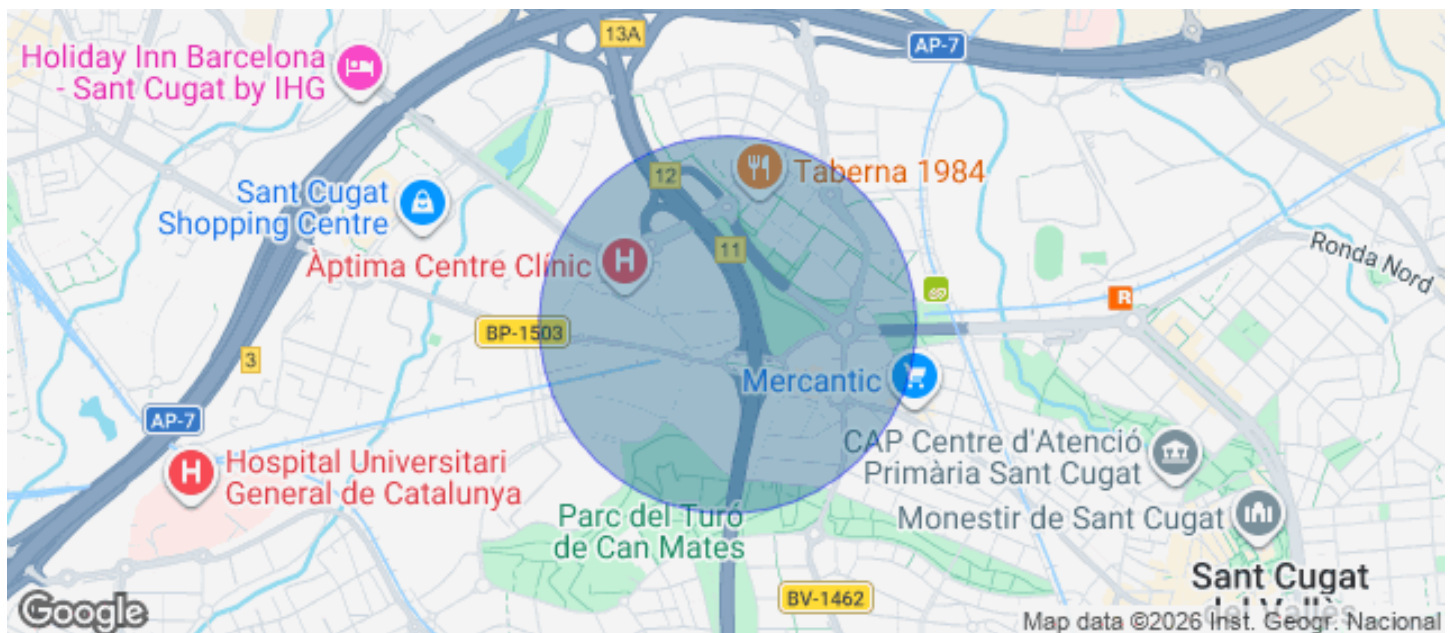 13A
AP-7
Holiday Inn Barcelona
- Sant Cugat by IHG
12
Taberna 1984
Sant Cugat
Shopping Centre
11
Àptima Centre Clínic
H
Ronda Nord
R
BP-1503
3
Mercantic
AP-7
CAP Centre d'Atenció
Primària Sant Cugat
H
Hospital Universitari
General de Catalunya
Parc del Turó
de Can Mates
Monestir de Sant Cugat
Sant Cugat
del Vallès
BV-1462
Google
Map data ©2026 Inst. Geogr. Nacional